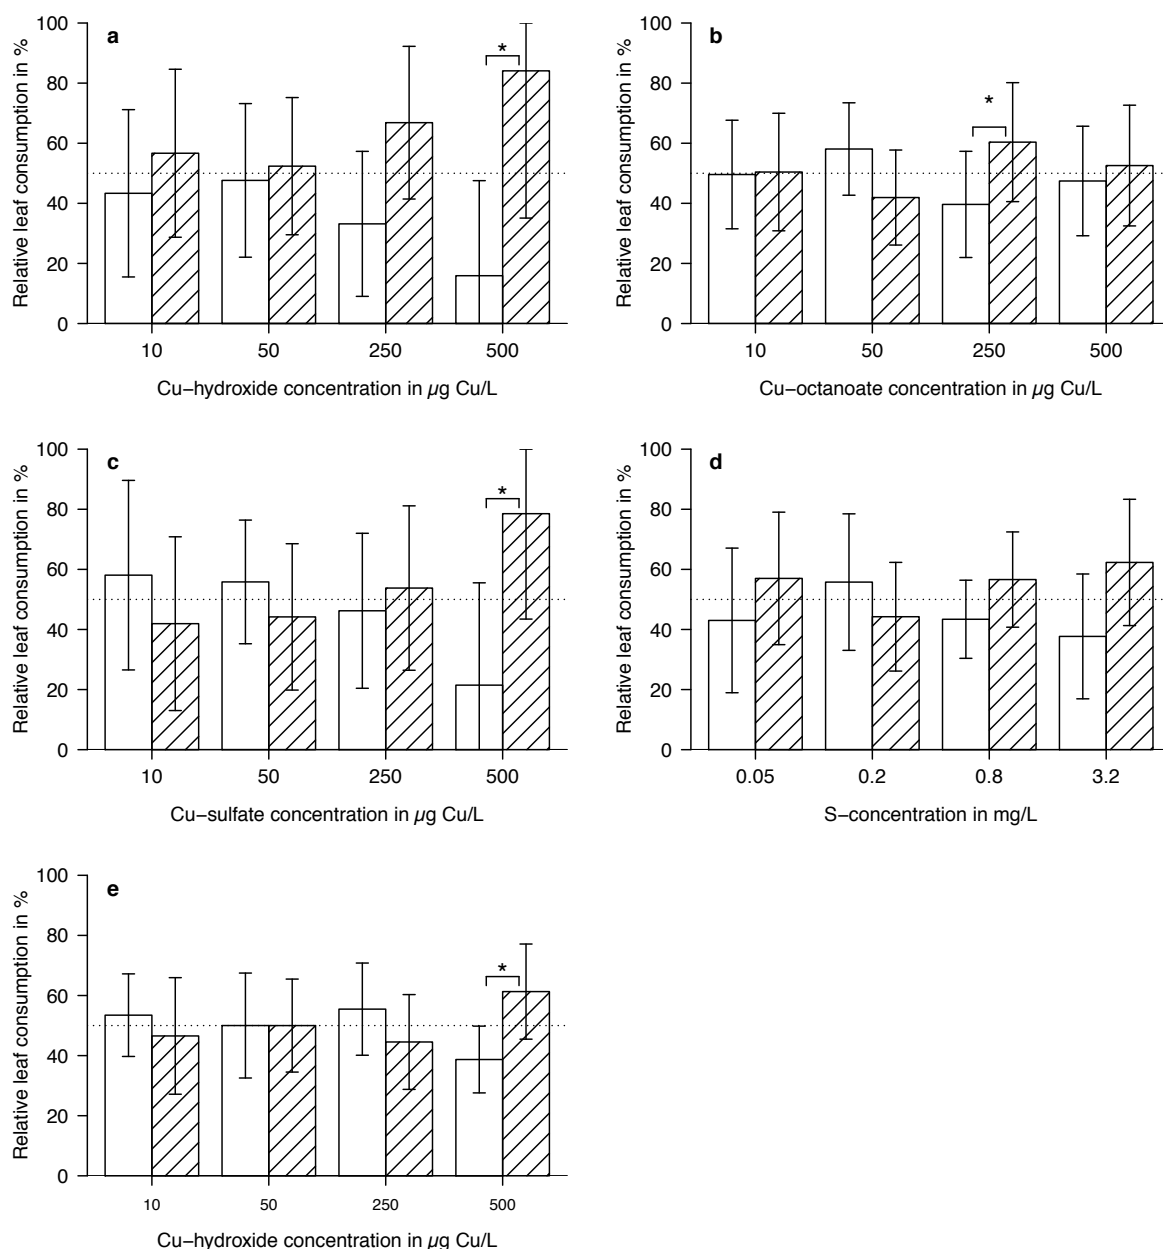 a
Relative leaf consumption in %
100
80
60
40
20
0
*
10 50 250 500
Cu−hydroxide concentration in µg Cu/L
b
Relative leaf consumption in %
100
80
60
40
20
0
*
10 50 250 500
Cu−octanoate concentration in µg Cu/L
c
Relative leaf consumption in %
100
80
60
40
20
0
*
10 50 250 500
Cu−sulfate concentration in µg Cu/L
d
Relative leaf consumption in %
100
80
60
40
20
0
0.05 0.2 0.8 3.2
S−concentration in mg/L
e
Relative leaf consumption in %
100
80
60
40
20
0
*
10 50 250 500
Cu−hydroxide concentration in µg Cu/L